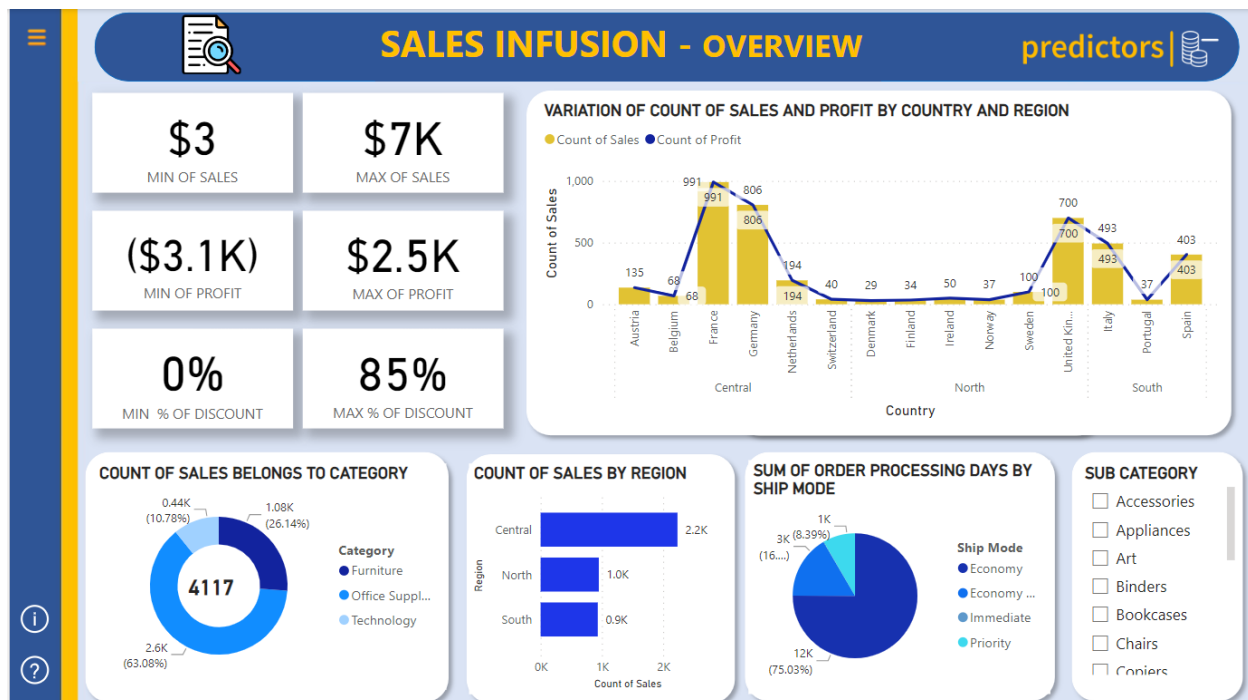 SALES INFUSION - OVERVIEW
predictors
$3
MIN OF SALES
$7K
MAX OF SALES
($3.1K)
MIN OF PROFIT
$2.5K
MAX OF PROFIT
0%
MIN % OF DISCOUNT
85%
MAX % OF DISCOUNT
VARIATION OF COUNT OF SALES AND PROFIT BY COUNTRY AND REGION
Count of Sales Count of Profit
Count of Sales
1,000
500
0
135
68
68
991
991
806
806
194
194
40
29
34
50
37
100
100
700
700
493
493
37
403
403
Austria
Belgium
France
Germany
Netherlands
Switzerland
Denmark
Finland
Ireland
Norway
Sweden
United Kin...
Italy
Portugal
Spain
Central
North
South
Country
COUNT OF SALES BELONGS TO CATEGORY
0.44K
(10.78%)
1.08K
(26.14%)
4117
2.6K
(63.08%)
Category
Furniture
Office Suppl...
Technology
COUNT OF SALES BY REGION
Region
Central
2.2K
North
1.0K
South
0.9K
0K 1K 2K
Count of Sales
SUM OF ORDER PROCESSING DAYS BY
SHIP MODE
1K
(8.39%)
3K
(16....)
12K
(75.03%)
Ship Mode
Economy
Economy ...
Immediate
Priority
SUB CATEGORY
Accessories
Appliances
Art
Binders
Bookcases
Chairs
Copiers
i
?